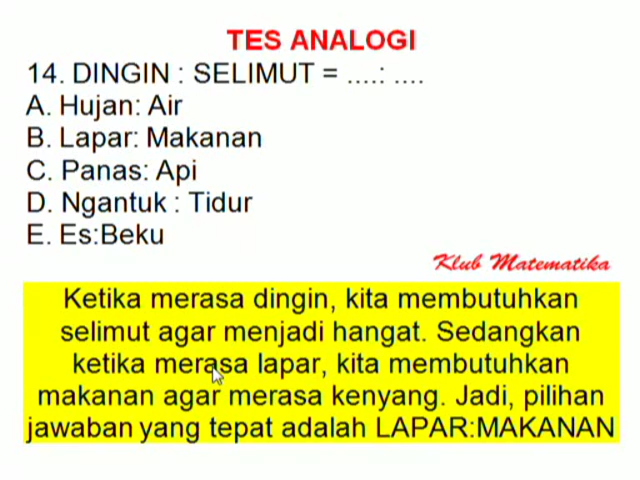 TES ANALOGI
14. DINGIN : SELIMUT = ....: ....
A. Hujan: Air
B. Lapar: Makanan
C. Panas: Api
D. Ngantuk : Tidur
E. Es:Beku
Klub Matematika
Ketika merasa dingin, kita membutuhkan
selimut agar menjadi hangat. Sedangkan
ketika merasa lapar, kita membutuhkan
makanan agar merasa kenyang. Jadi, pilihan
jawaban yang tepat adalah LAPAR:MAKANAN